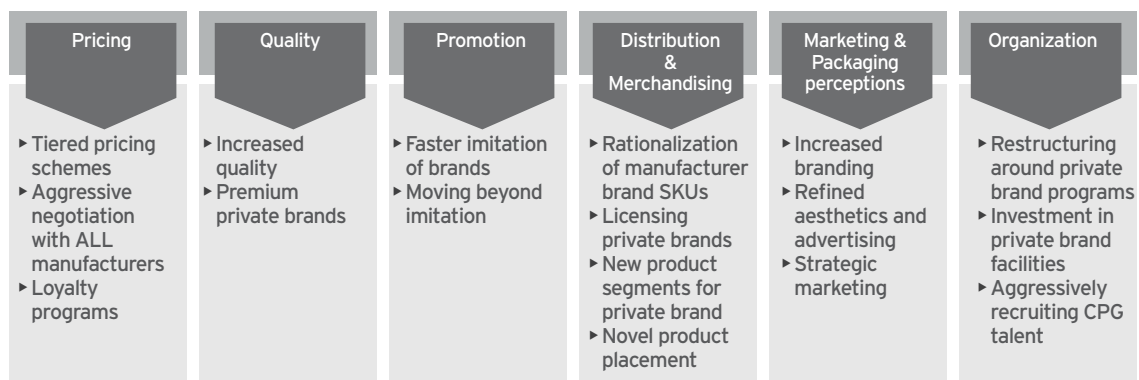 Pricing
▸ Tiered pricing
schemes
▸ Aggressive
negotiation
with ALL
manufacturers
▸ Loyalty
programs
Quality
▸ Increased
quality
▸ Premium
private brands
Promotion
▸ Faster imitation
of brands
▸ Moving beyond
imitation
Distribution
&
Merchandising
▸ Rationalization
of manufacturer
brand SKUs
▸ Licensing
private brands
▸ New product
segments for
private brand
▸ Novel product
placement
Marketing &
Packaging
perceptions
▸ Increased
branding
▸ Refined
aesthetics and
advertising
▸ Strategic
marketing
Organization
▸ Restructuring
around private
brand programs
▸ Investment in
private brand
facilities
▸ Aggressively
recruiting CPG
talent